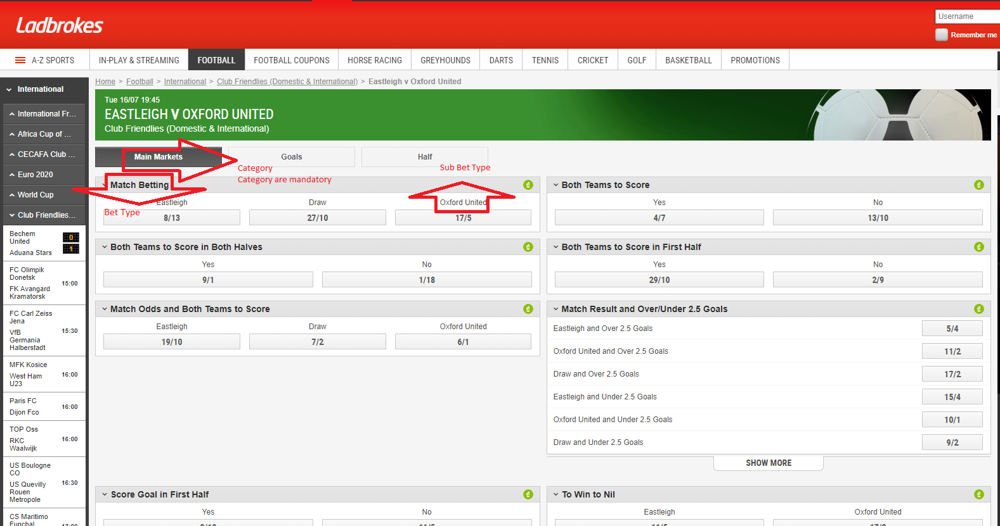 Ladbrokes
Username
Remember me
A-Z SPORTS
IN-PLAY & STREAMING
FOOTBALL
FOOTBALL COUPONS
HORSE RACING
GREYHOUNDS
DARTS
TENNIS
CRICKET
GOLF
BASKETBALL
PROMOTIONS
International
International Fr...
Africa Cup of ...
CECAFA Club ...
Euro 2020
World Cup
Club Friendlies...
Bechem
United
0
Aduana Stars
1
FC Olimpik
Donetsk
15:00
FK Avangard
Kramatorsk
FC Carl Zeiss
Jena
15:30
VfB
Germania
Halberstadt
MFK Kosice
16:00
West Ham
U23
Paris FC
16:00
Dijon Fco
TOP Oss
16:00
RKC
Waalwijk
US Boulogne
CO
16:30
US Quevilly
Rouen
Metropole
CS Maritimo
Funchal
17:00
Home > Football > International > Club Friendlies (Domestic & International) > Eastleigh v Oxford United
Tue 16/07 19:45
EASTLEIGH V OXFORD UNITED
Club Friendlies (Domestic & International)
Main Markets
Goals
Half
Category
Category are mandatory
Sub Bet Type
Bet Type
Match Betting
Eastleigh
Draw
Oxford United
8/13
27/10
17/5
Both Teams to Score
Yes
No
4/7
13/10
Both Teams to Score in Both Halves
Yes
No
9/1
1/18
Both Teams to Score in First Half
Yes
No
29/10
2/9
Match Odds and Both Teams to Score
Eastleigh
Draw
Oxford United
19/10
7/2
6/1
Match Result and Over/Under 2.5 Goals
Eastleigh and Over 2.5 Goals
5/4
Oxford United and Over 2.5 Goals
11/2
Draw and Over 2.5 Goals
17/2
Eastleigh and Under 2.5 Goals
15/4
Oxford United and Under 2.5 Goals
10/1
Draw and Under 2.5 Goals
9/2
SHOW MORE
Score Goal in First Half
Yes
No
11/5
To Win to Nil
Eastleigh
Oxford United
11/5